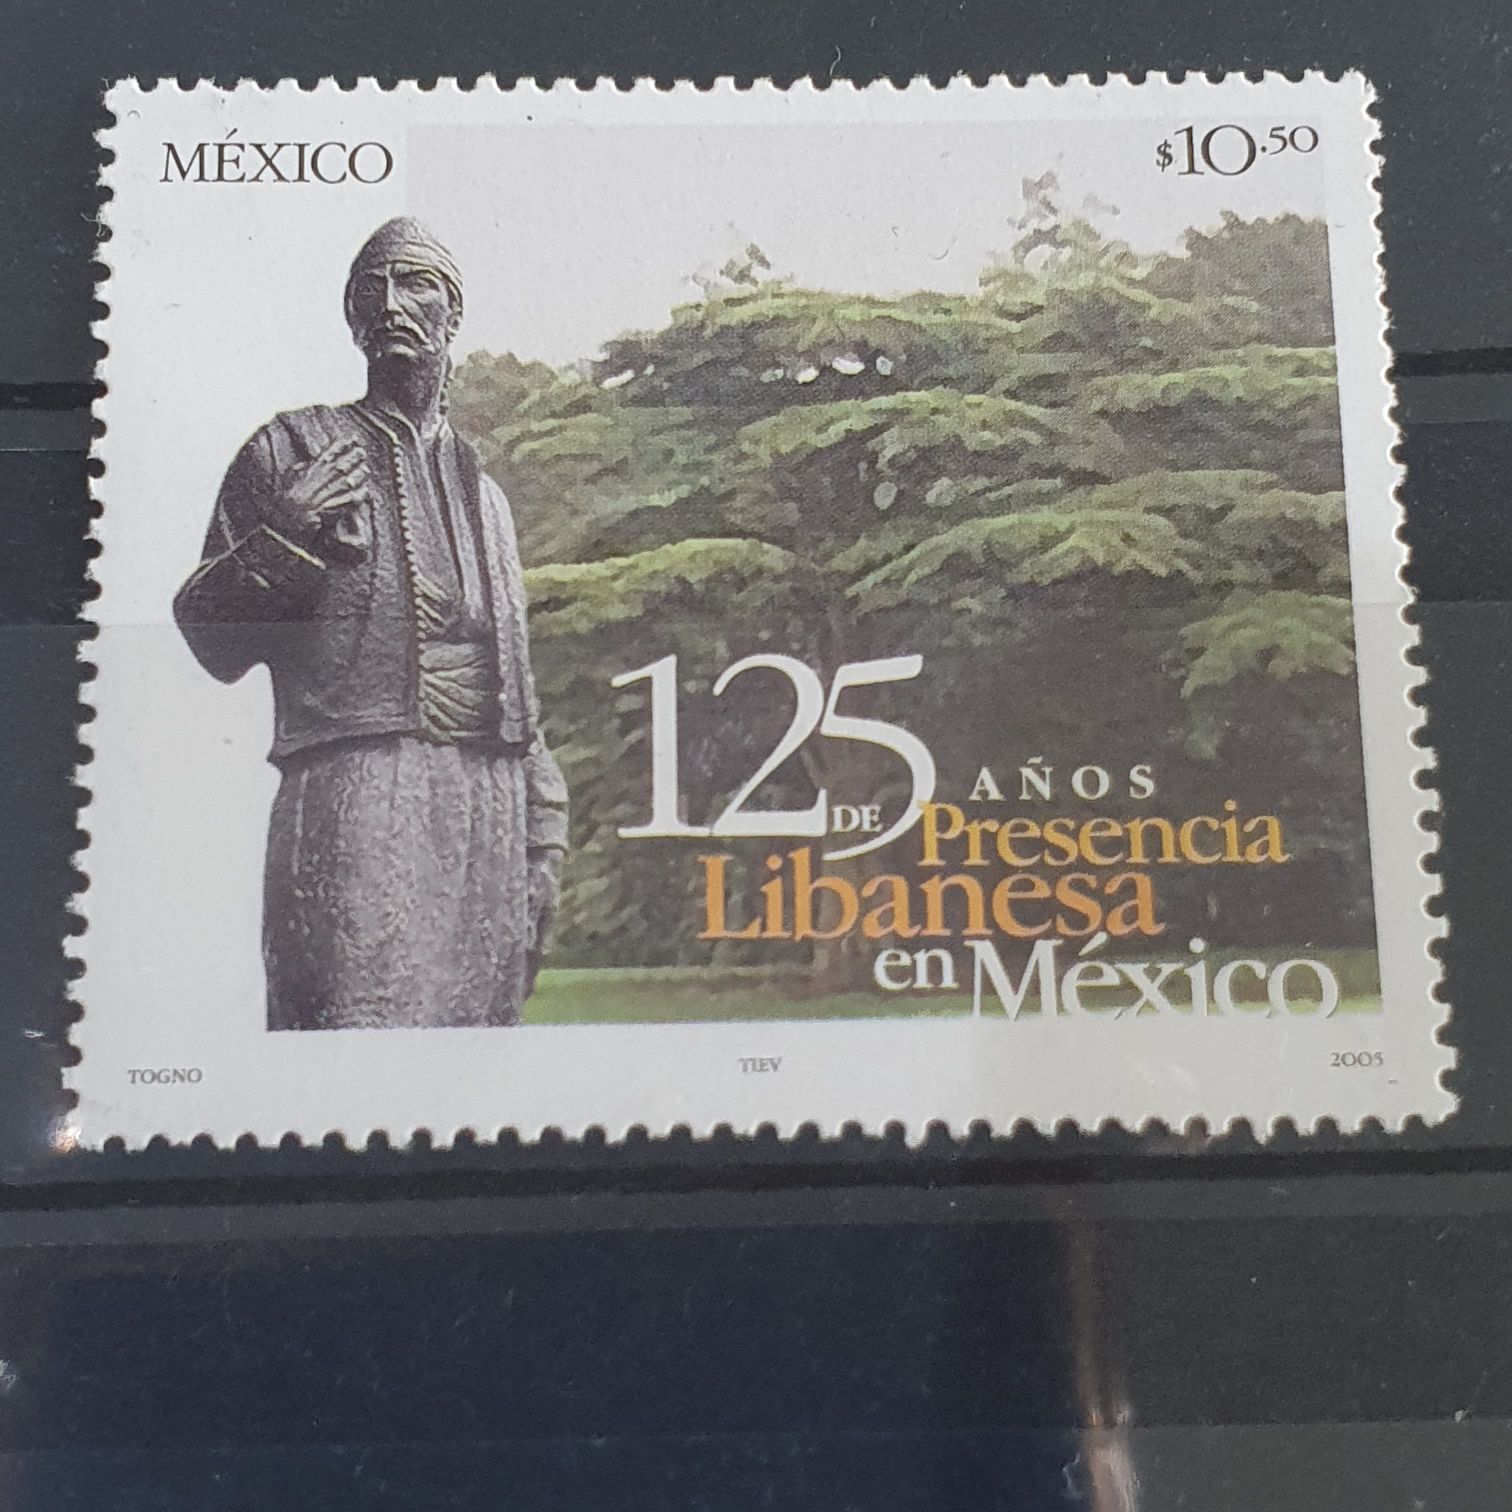 MÉXICO
$10.50
125 AÑOS
DE Presencia
Libanesa
en México
TOGNO
TIEV
2005